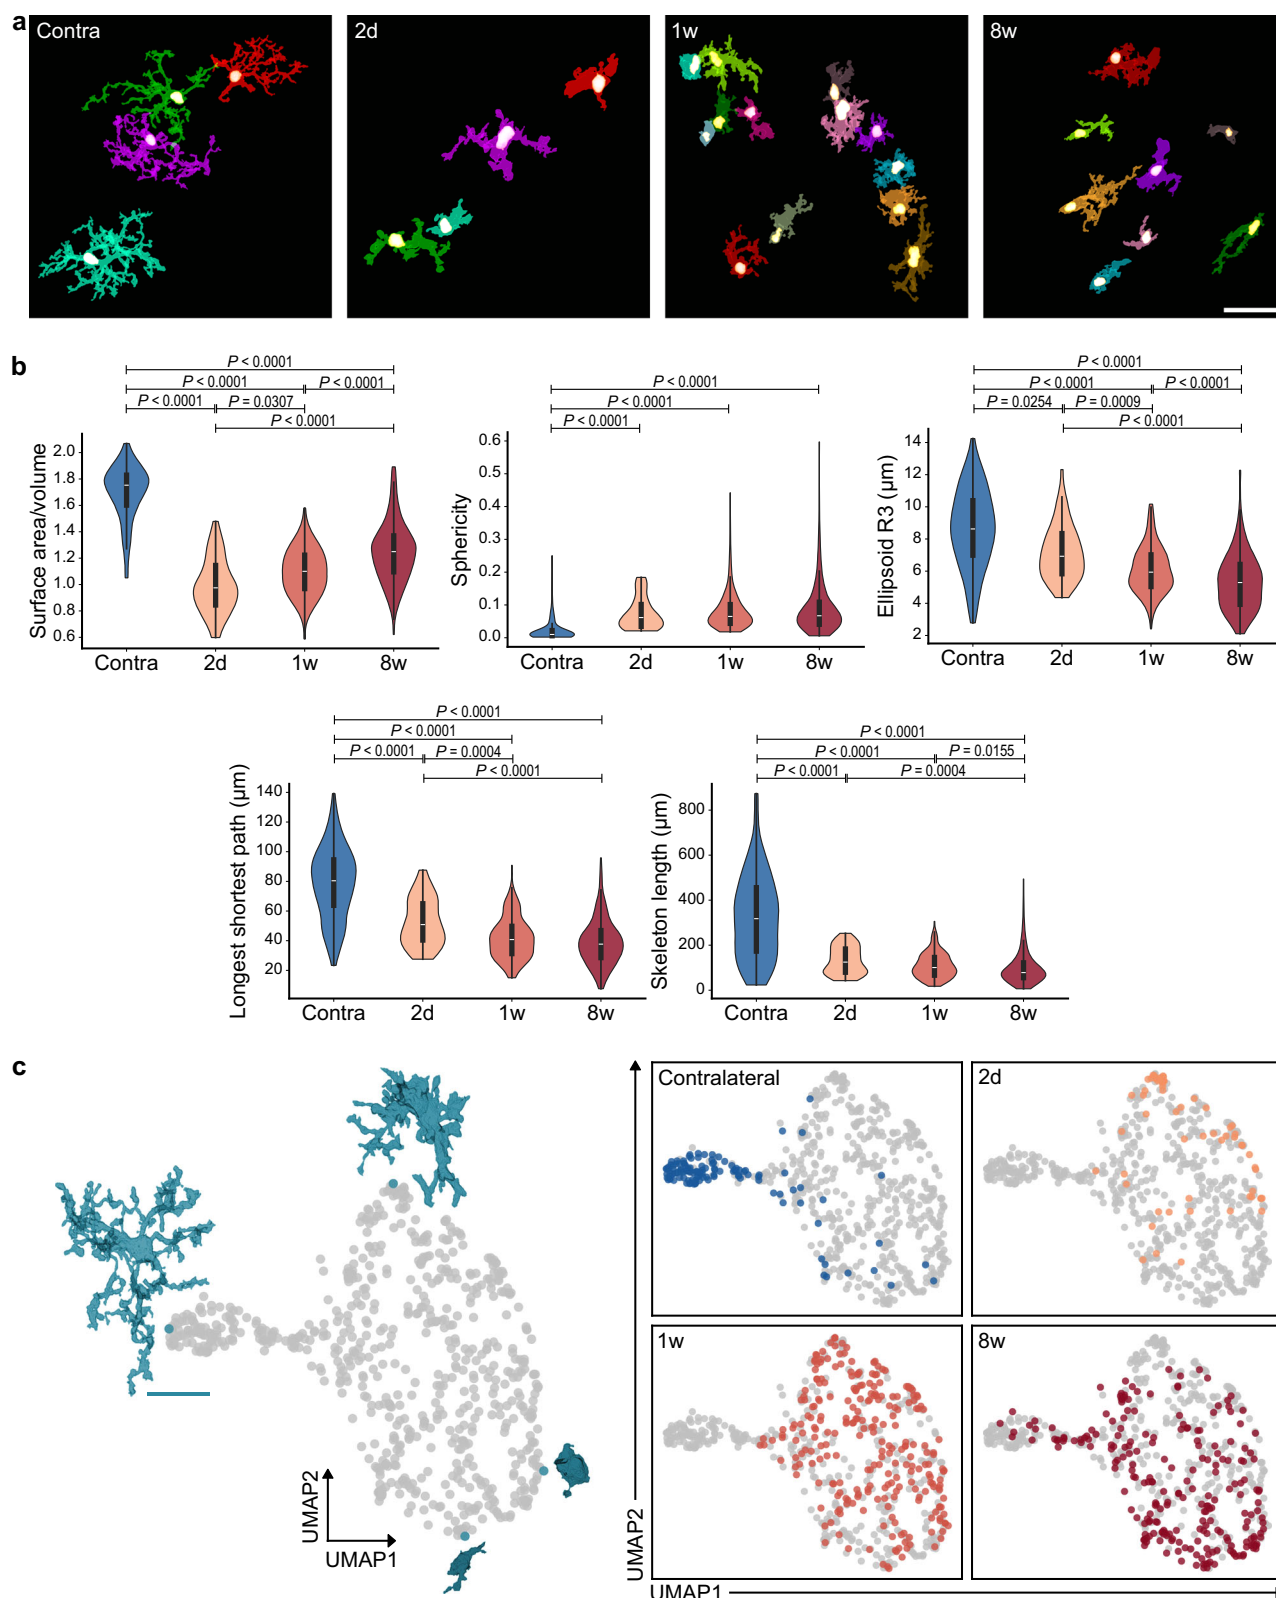 a
Contra
2d
1w
8w
b
P < 0.0001
P < 0.0001
P < 0.0001
P < 0.0001
P = 0.0307
P < 0.0001
Surface area/volume
2.0
1.8
1.6
1.4
1.2
1.0
0.8
0.6
Contra
2d
1w
8w
P < 0.0001
P < 0.0001
P < 0.0001
Sphericity
0.6
0.5
0.4
0.3
0.2
0.1
0.0
Contra
2d
1w
8w
P < 0.0001
P < 0.0001
P < 0.0001
P = 0.0254
P = 0.0009
P < 0.0001
Ellipsoid R3 (μm)
14
12
10
8
6
4
2
Contra
2d
1w
8w
P < 0.0001
P < 0.0001
P < 0.0001
P = 0.0004
P < 0.0001
Longest shortest path (μm)
140
120
100
80
60
40
20
Contra
2d
1w
8w
P < 0.0001
P < 0.0001
P = 0.0155
P < 0.0001
P = 0.0004
Skeleton length (μm)
800
600
400
200
0
Contra
2d
1w
8w
c
UMAP2
UMAP1
Contralateral
2d
1w
8w
UMAP2
UMAP1